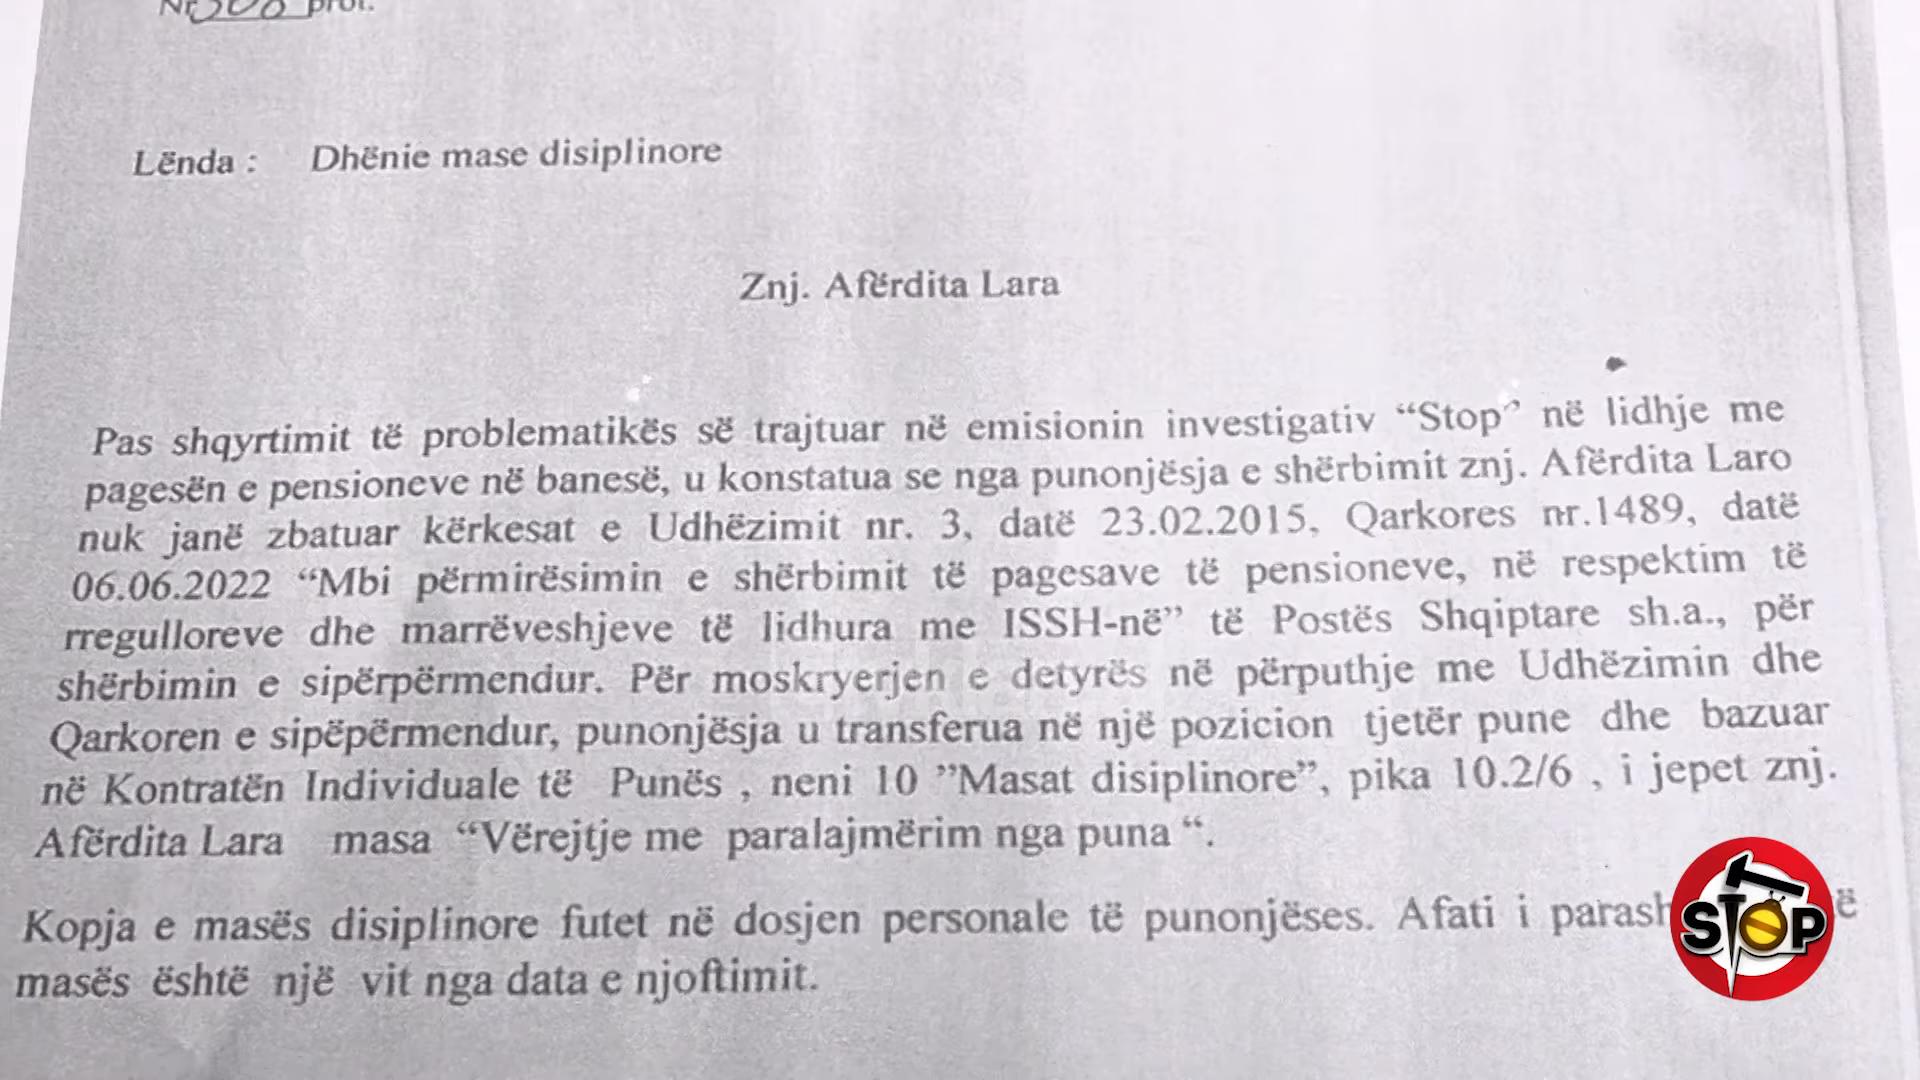 prot.
Lënda : Dhënie mase disiplinore
Znj. Afërdita Lara
Pas shqyrtimit të problematikës së trajtuar në emisionin investigativ “Stop” në lidhje me
pagesën e pensioneve në banesë, u konstatua se nga punonjësja e shërbimit znj. Afërdita Laro
nuk janë zbatuar kërkesat e Udhëzimit nr. 3, datë 23.02.2015, Qarkores nr.1489, datë
06.06.2022 “Mbi përmirësimin e shërbimit të pagesave të pensioneve, në respektim të
rregulloreve dhe marrëveshjeve të lidhura me ISSH-në” të Postës Shqiptare sh.a., për
shërbimin e sipërpërmendur. Për moskryerjen e detyrës në përputhje me Udhëzimin dhe
Qarkoren e sipëpërmendur, punonjësja u transferua në një pozicion tjetër pune dhe bazuar
në Kontratën Individuale të Punës , neni 10 ”Masat disiplinore”, pika 10.2/6 , i jepet znj.
Afërdita Lara masa “Vërejtje me paralajmërim nga puna “.
Kopja e masës disiplinore futet në dosjen personale të punonjëses. Afati i
masës është një vit nga data e njoftimit.
STOP